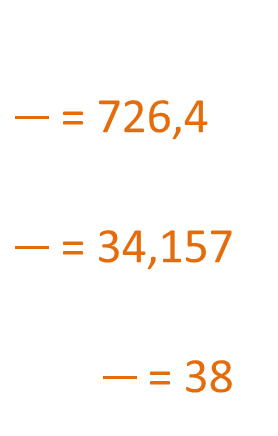 — = 726,4
— = 34,157
— = 38